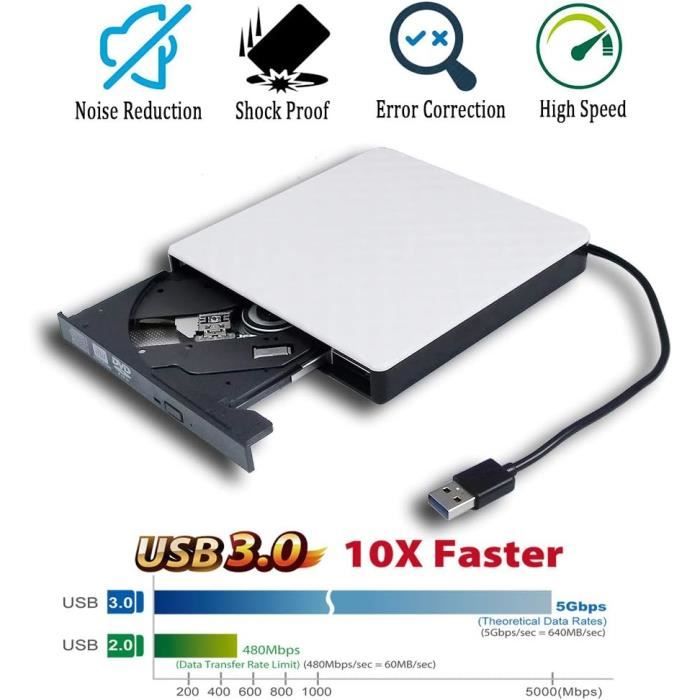 Noise Reduction
Shock Proof
Error Correction
High Speed
DVD
USB 3.0 10X Faster
USB 3.0
5Gbps
(Theoretical Data Rates)
(5Gbps/sec = 640MB/sec)
USB 2.0
480Mbps
(Data Transfer Rate Limit) (480Mbps/sec = 60MB/sec)
200 400 600 800 1000 5000(Mbps)